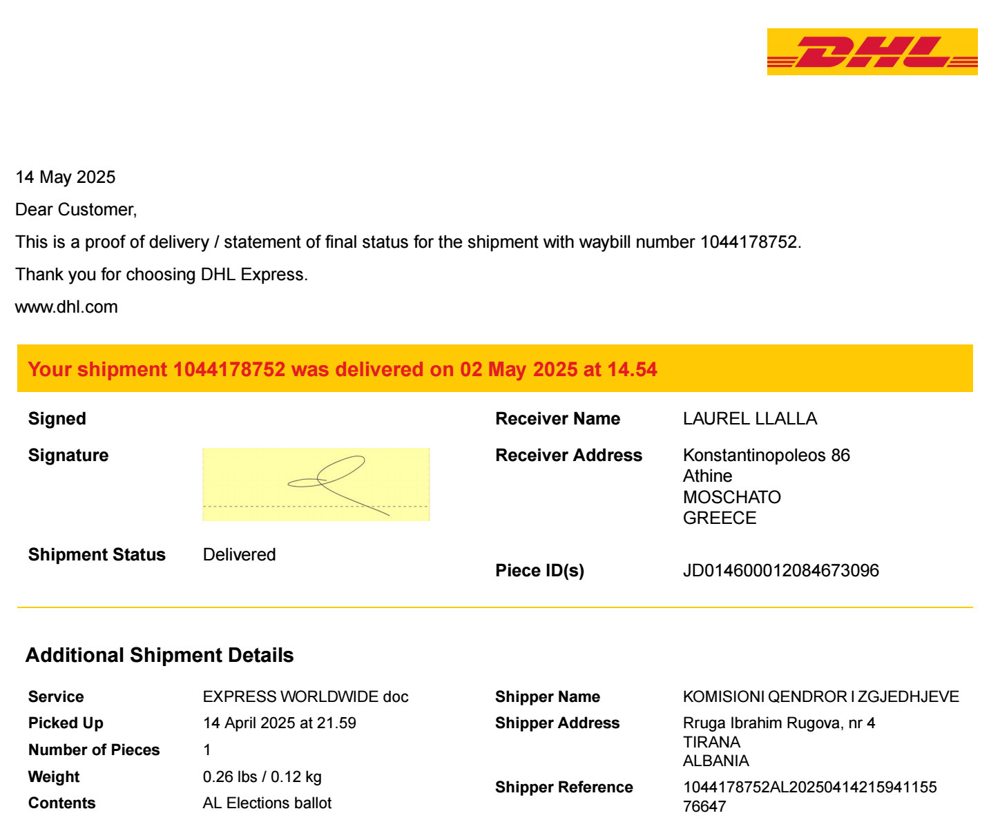 DHL
14 May 2025
Dear Customer,
This is a proof of delivery / statement of final status for the shipment with waybill number 1044178752.
Thank you for choosing DHL Express.
www.dhl.com
Your shipment 1044178752 was delivered on 02 May 2025 at 14.54
Signed
Receiver Name LAUREL LLALLA
Signature
Receiver Address Konstantinopoleos 86
Athine
MOSCHATO
GREECE
Shipment Status Delivered
Piece ID(s) JD014600012084673096
Additional Shipment Details
Service EXPRESS WORLDWIDE doc
Shipper Name KOMISIONI QENDROR I ZGJEDHJEVE
Picked Up 14 April 2025 at 21.59
Shipper Address Rruga Ibrahim Rugova, nr 4
TIRANA
ALBANIA
Number of Pieces 1
Weight 0.26 lbs / 0.12 kg
Shipper Reference 1044178752AL20250414215941155
76647
Contents AL Elections ballot